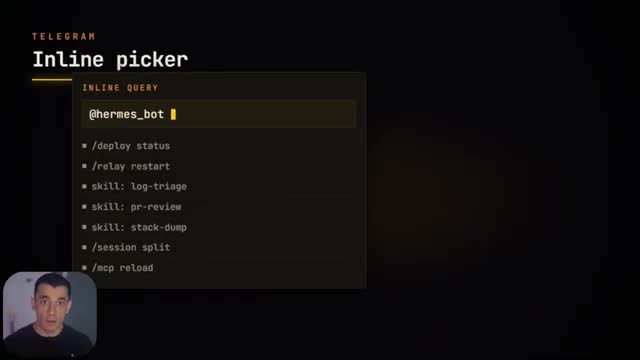 TELEGRAM
Inline picker
INLINE QUERY
@hermes_bot
/deploy status
/relay restart
skill: log-triage
skill: pr-review
skill: stack-dump
/session split
/mcp reload